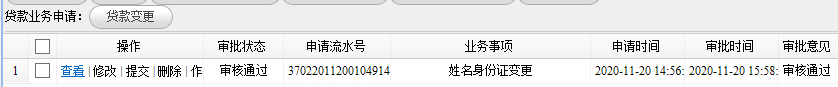 贷款业务申请： 贷款变更
操作 审批状态 申请流水号 业务事项 申请时间 审批时间 审批意见
1 查看 | 修改 | 提交 | 删除 | 作 审核通过 37022011200104914 姓名身份证变更 2020-11-20 14:56: 2020-11-20 15:58: 审核通过